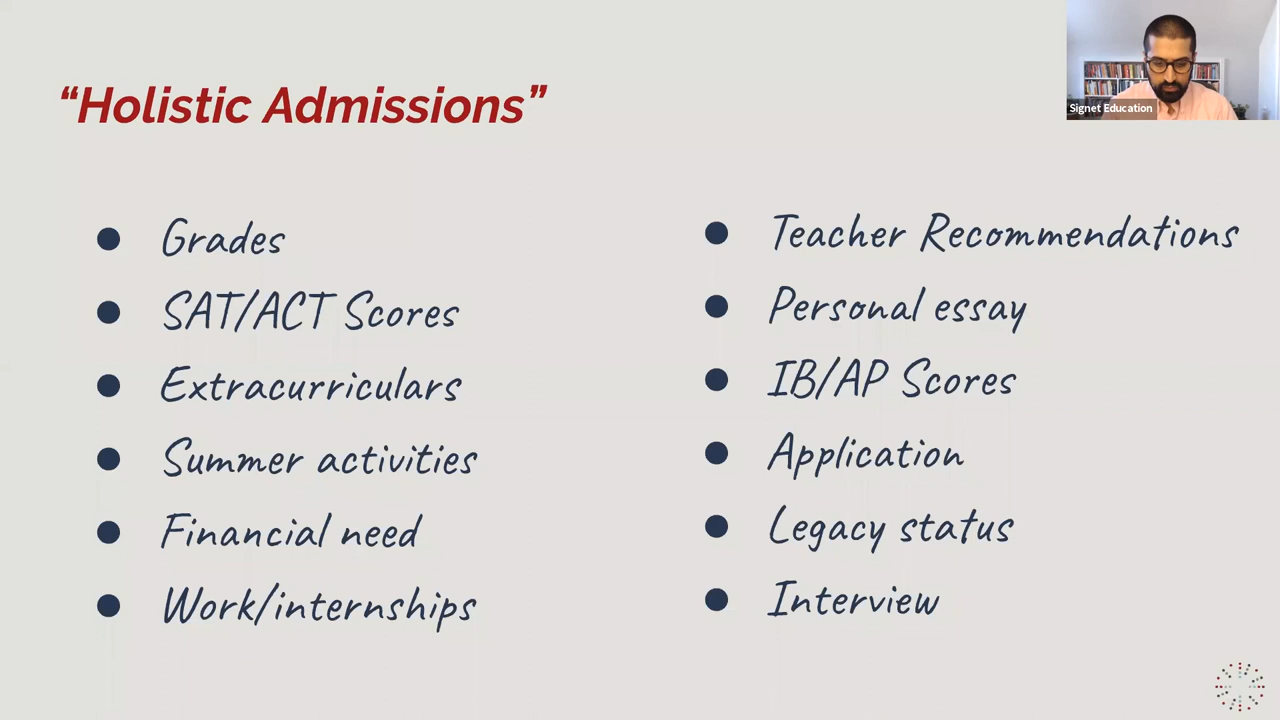 “Holistic Admissions”
Signet Education
Grades
SAT/ACT Scores
Extracurriculars
Summer activities
Financial need
Work/internships
Teacher Recommendations
Personal essay
IB/AP Scores
Application
Legacy status
Interview